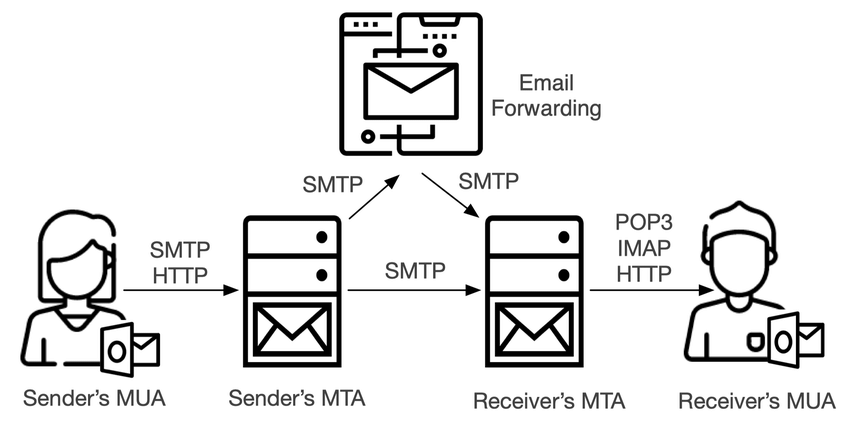 Email
Forwarding
SMTP
SMTP
SMTP
HTTP
SMTP
POP3
IMAP
HTTP
Sender's MUA
Sender's MTA
Receiver's MTA
Receiver's MUA